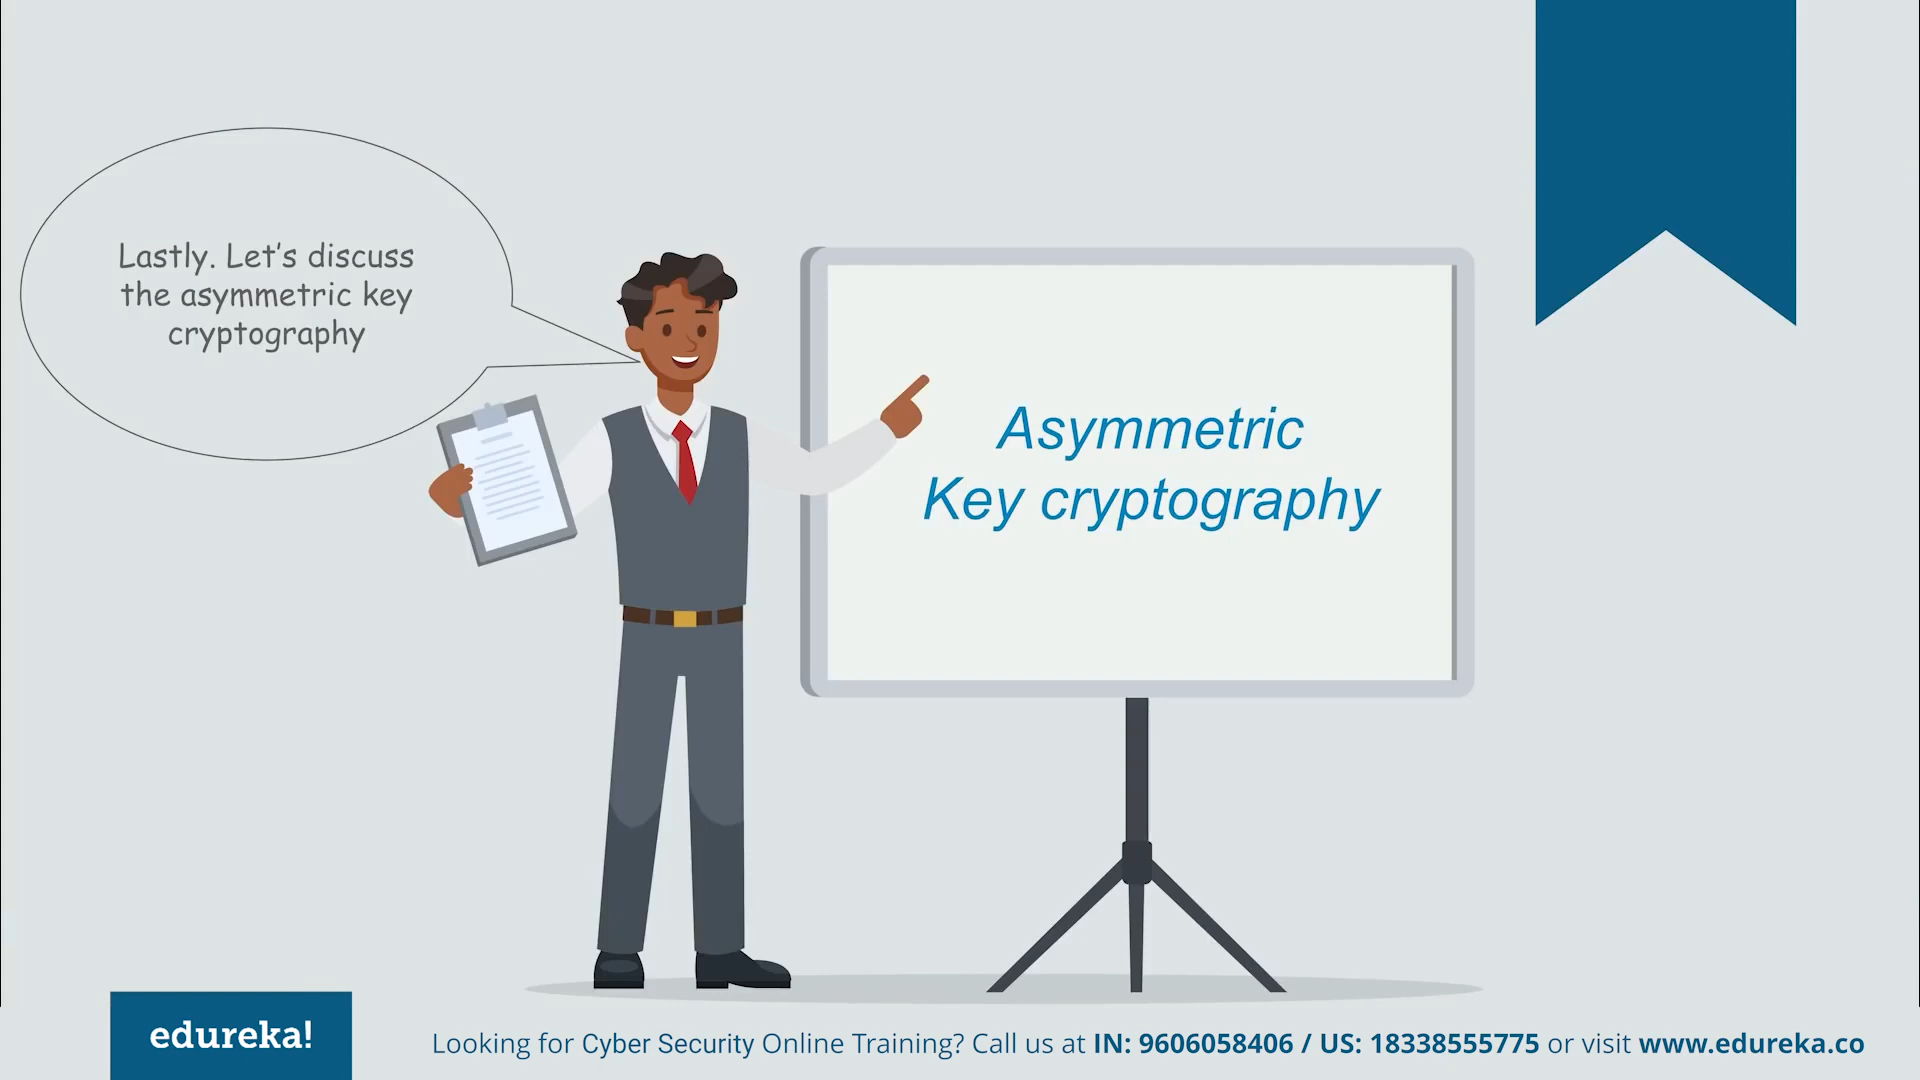 Lastly. Let's discuss
the asymmetric key
cryptography
Asymmetric
Key cryptography
edureka!
Looking for Cyber Security Online Training? Call us at IN: 9606058406 / US: 18338555775 or visit www.edureka.co